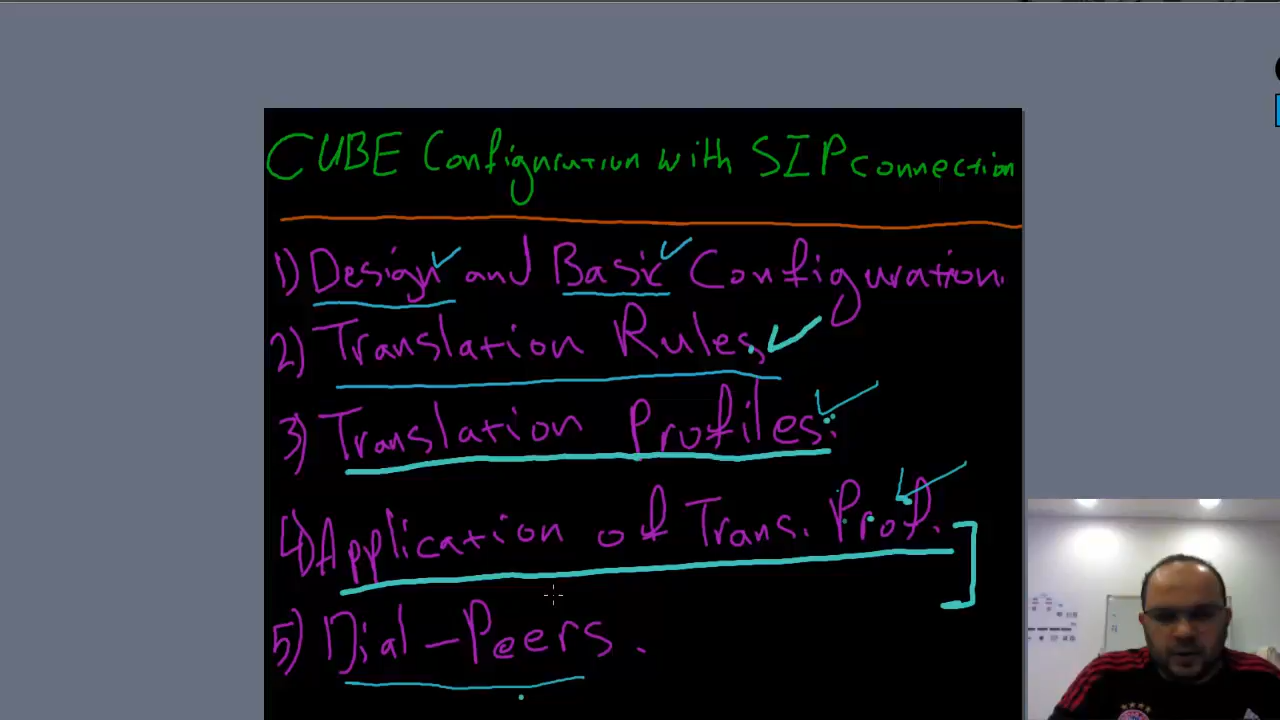 CUBE Configuration with SIP connection
1) Design and Basic Configuration.
2) Translation Rules.
3) Translation Profiles.
4) Application of Trans. Prof.
5) Dial-Peers.